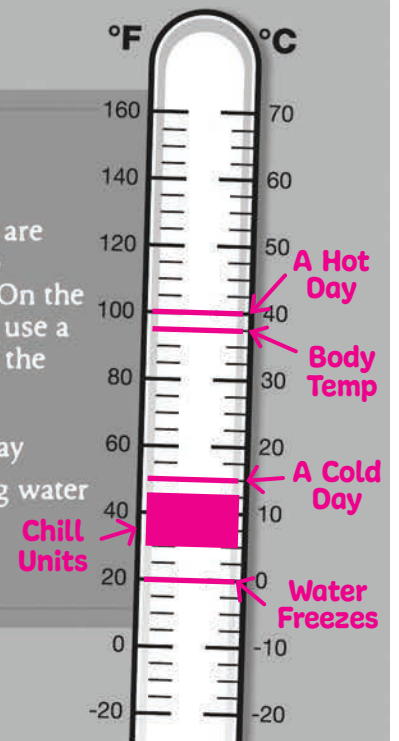 °F °C
160 70
140 60
are
120 50
A Hot
Day
On the
100 40
use a
the
Body
Temp
80 30
ay
60 20
g water
A Cold
Day
40 10
Chill
Units
20 0
Water
Freezes
0 -10
-20 -20